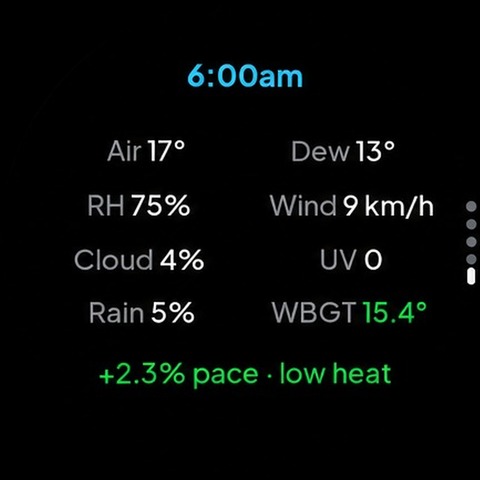 6:00am
Air 17° Dew 13°
RH 75% Wind 9 km/h
Cloud 4% UV 0
Rain 5% WBGT 15.4°
+2.3% pace · low heat